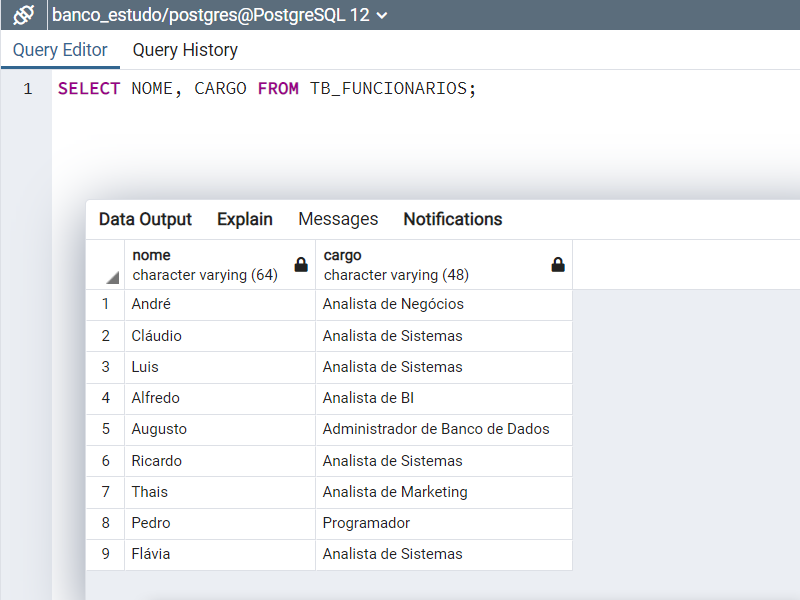 banco_estudo/postgres@PostgreSQL 12
Query Editor Query History
1 SELECT NOME, CARGO FROM TB_FUNCIONARIOS;
Data Output Explain Messages Notifications
nome cargo
character varying (64) character varying (48)
1 André Analista de Negócios
2 Cláudio Analista de Sistemas
3 Luis Analista de Sistemas
4 Alfredo Analista de BI
5 Augusto Administrador de Banco de Dados
6 Ricardo Analista de Sistemas
7 Thais Analista de Marketing
8 Pedro Programador
9 Flávia Analista de Sistemas